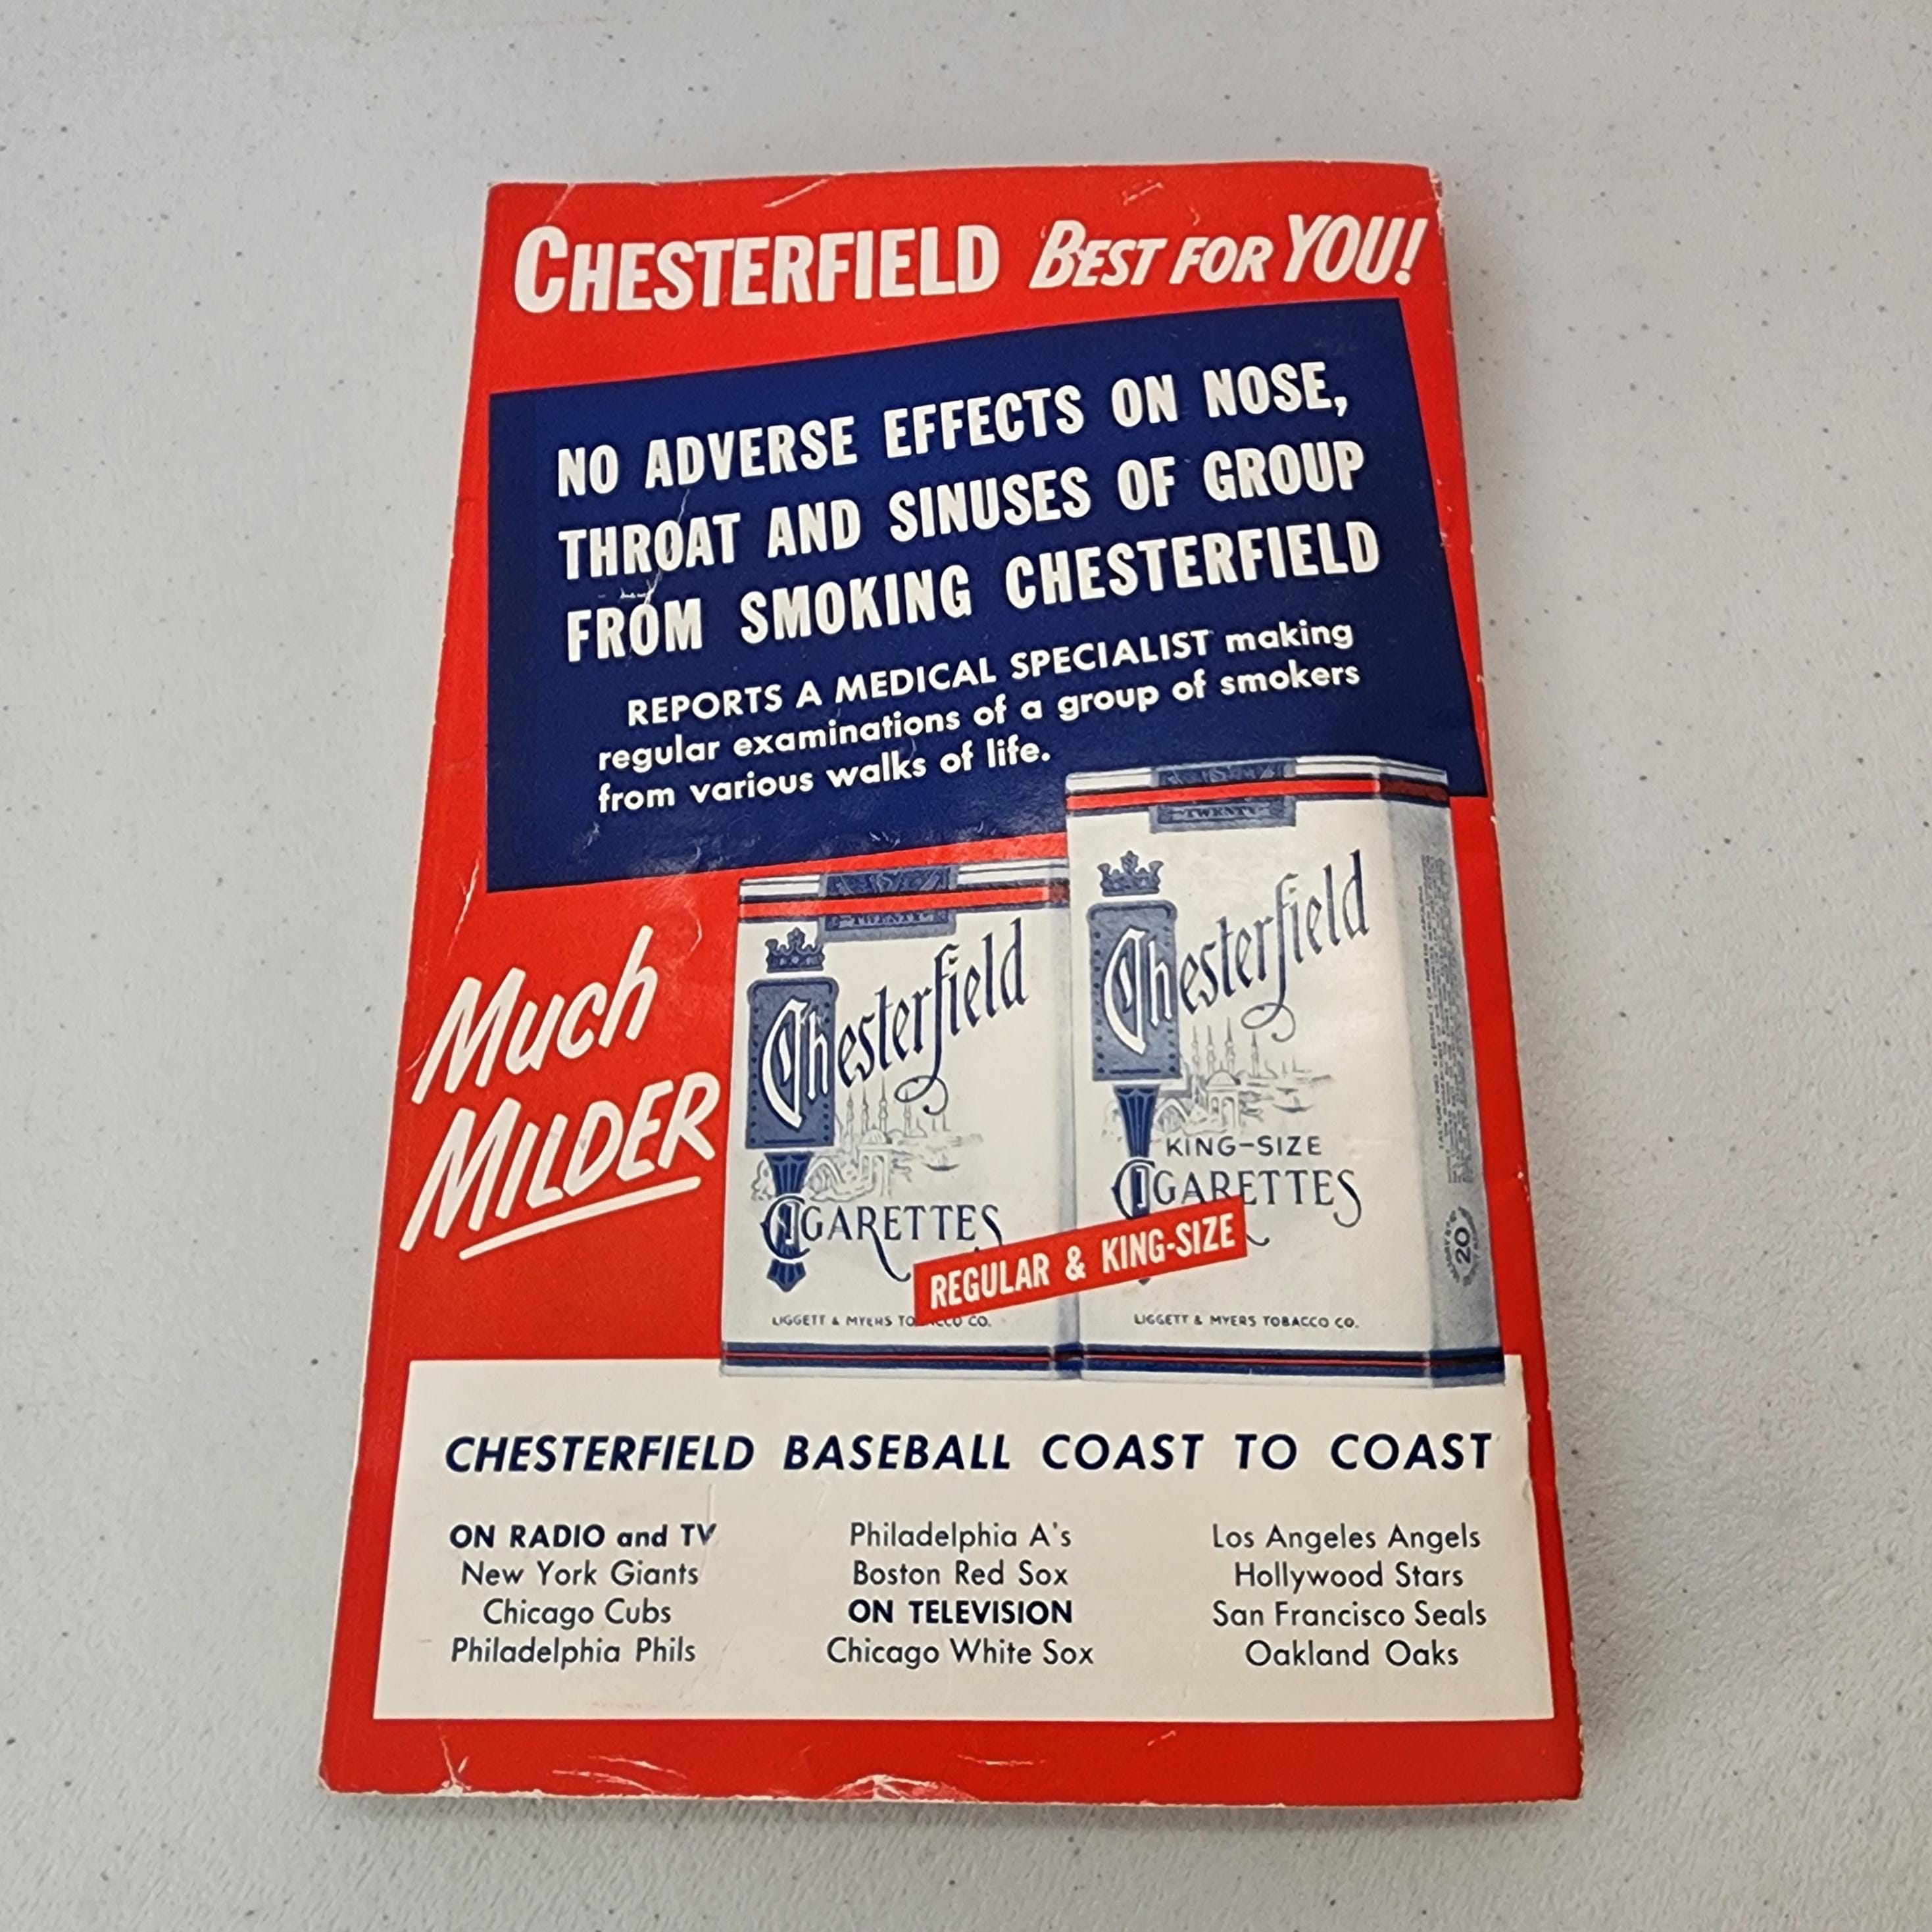 CHESTERFIELD BEST FOR YOU!
NO ADVERSE EFFECTS ON NOSE,
THROAT AND SINUSES OF GROUP
FROM SMOKING CHESTERFIELD
REPORTS A MEDICAL SPECIALIST making
regular examinations of a group of smokers
from various walks of life.
Much
MILDER
TWENTY
Chesterfield
CIGARETTES
LIGGETT & MYERS TOBACCO CO.
TWENTY
Chesterfield
KING-SIZE
CIGARETTES
LIGGETT & MYERS TOBACCO CO.
20
REGULAR & KING-SIZE
CHESTERFIELD BASEBALL COAST TO COAST
ON RADIO and TV
New York Giants
Chicago Cubs
Philadelphia Phils
Philadelphia A's
Boston Red Sox
ON TELEVISION
Chicago White Sox
Los Angeles Angels
Hollywood Stars
San Francisco Seals
Oakland Oaks